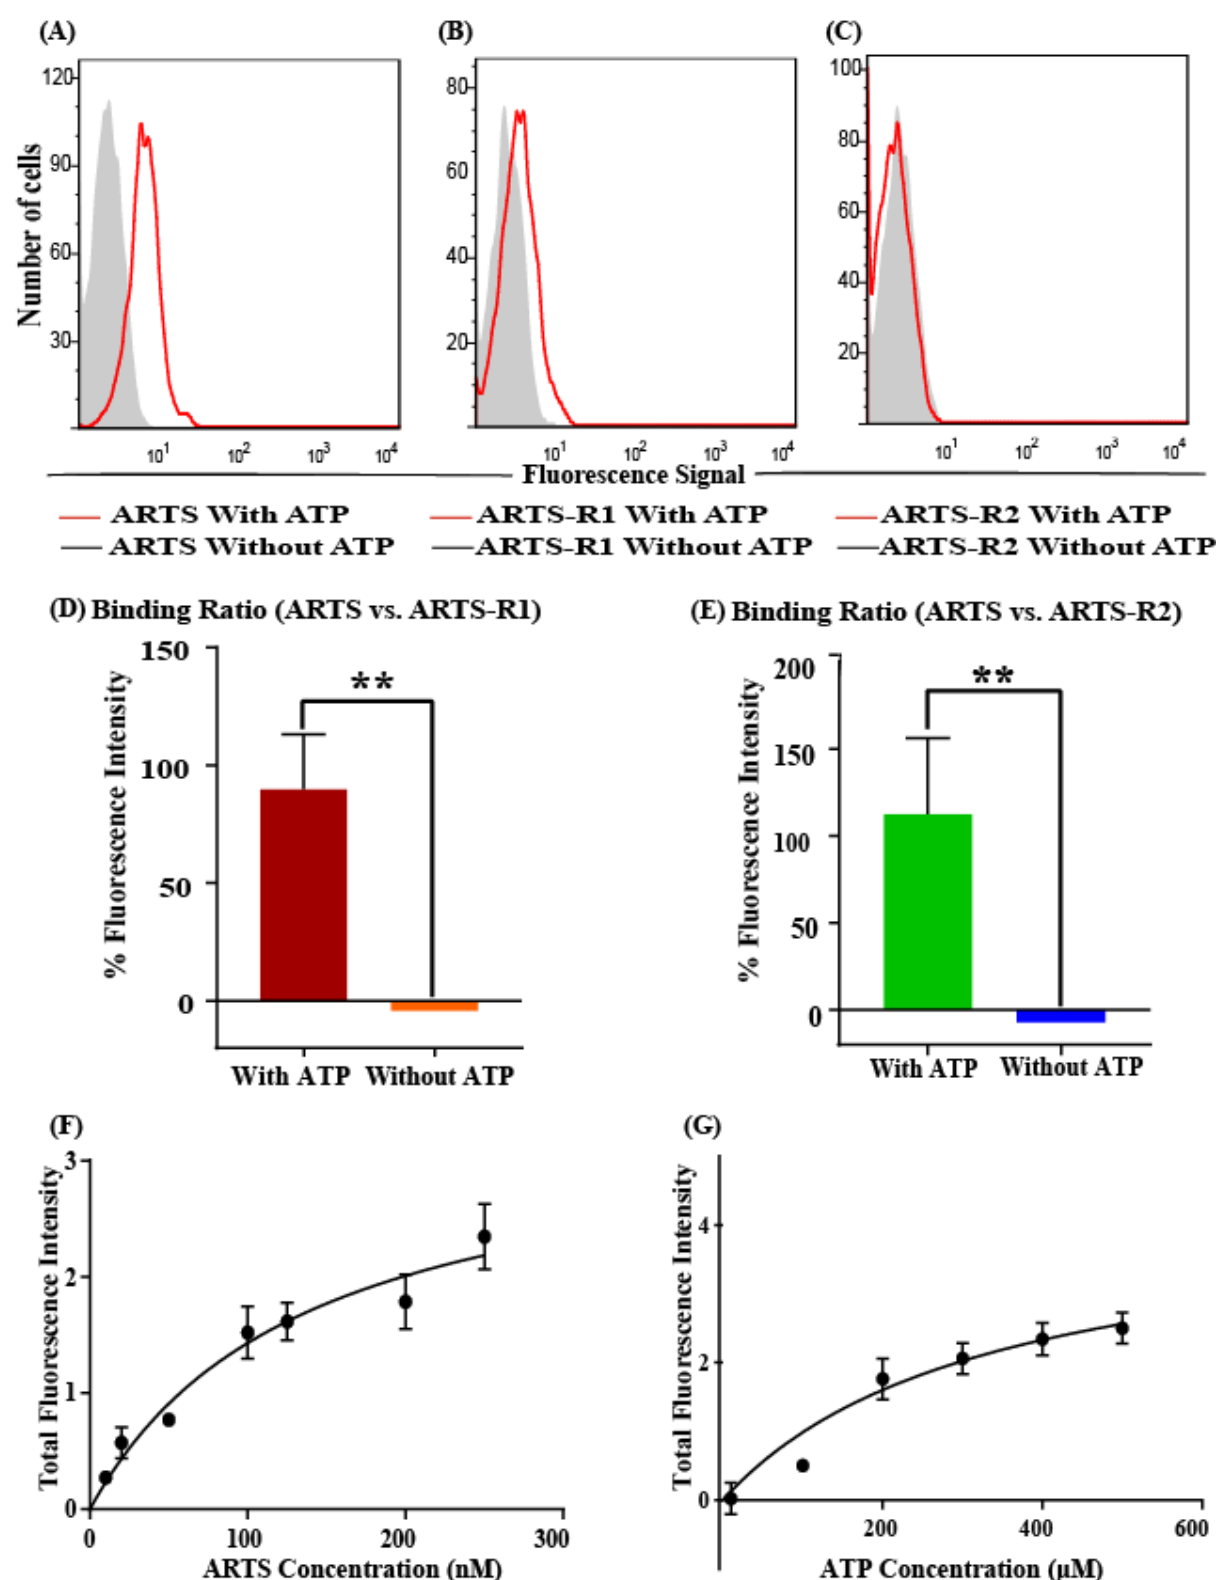 (A)
(B)
(C)
Number of cells
120
90
60
30
10¹ 10² 10³ 10⁴
80
60
40
20
10¹ 10² 10³ 10⁴
100
80
60
40
20
10¹ 10² 10³ 10⁴
Fluorescence Signal
ARTS With ATP
ARTS Without ATP
ARTS-R1 With ATP
ARTS-R1 Without ATP
ARTS-R2 With ATP
ARTS-R2 Without ATP
(D) Binding Ratio (ARTS vs. ARTS-R1)
% Fluorescence Intensity
150
100
50
0
**
With ATP Without ATP
(E) Binding Ratio (ARTS vs. ARTS-R2)
% Fluorescence Intensity
200
150
100
50
0
**
With ATP Without ATP
(F)
Total Fluorescence Intensity
3
2
1
0
0 100 200 300
ARTS Concentration (nM)
(G)
Total Fluorescence Intensity
4
2
0
200 400 600
ATP Concentration (μM)